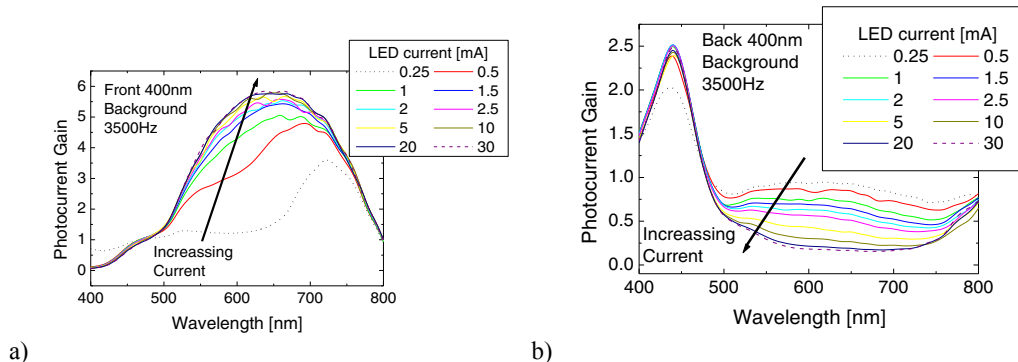 LED current [mA]
0.25 0.5
1 1.5
2 2.5
5 10
20 30
Front 400nm
Background
3500Hz
Photocurrent Gain
6
5
4
3
2
1
0
Increassing
Current
400 500 600 700 800
Wavelength [nm]
a)
LED current [mA]
0.25 0.5
1 1.5
2 2.5
5 10
20 30
Back 400nm
Background
3500Hz
Photocurrent Gain
2.5
2.0
1.5
1.0
0.5
0.0
Increassing
Current
400 500 600 700 800
Wavelength [nm]
b)